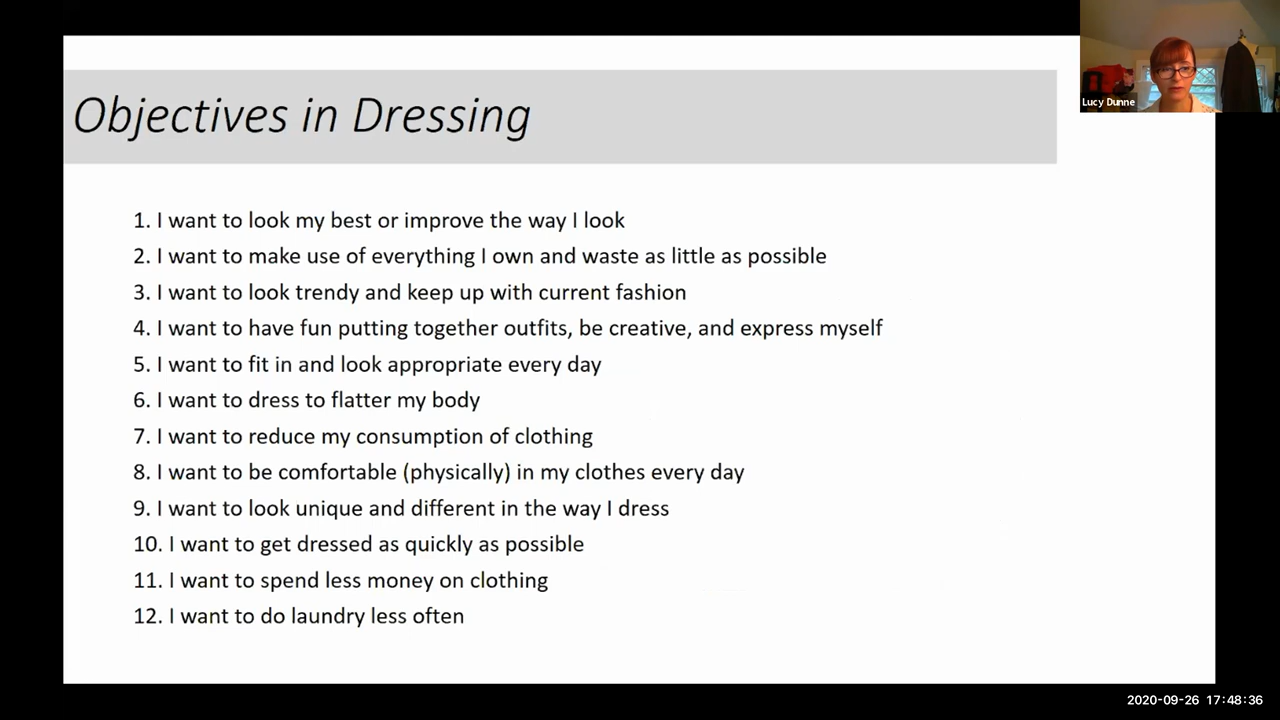 Objectives in Dressing
Lucy Dunne
1. I want to look my best or improve the way I look
2. I want to make use of everything I own and waste as little as possible
3. I want to look trendy and keep up with current fashion
4. I want to have fun putting together outfits, be creative, and express myself
5. I want to fit in and look appropriate every day
6. I want to dress to flatter my body
7. I want to reduce my consumption of clothing
8. I want to be comfortable (physically) in my clothes every day
9. I want to look unique and different in the way I dress
10. I want to get dressed as quickly as possible
11. I want to spend less money on clothing
12. I want to do laundry less often
2020-09-26 17:48:36